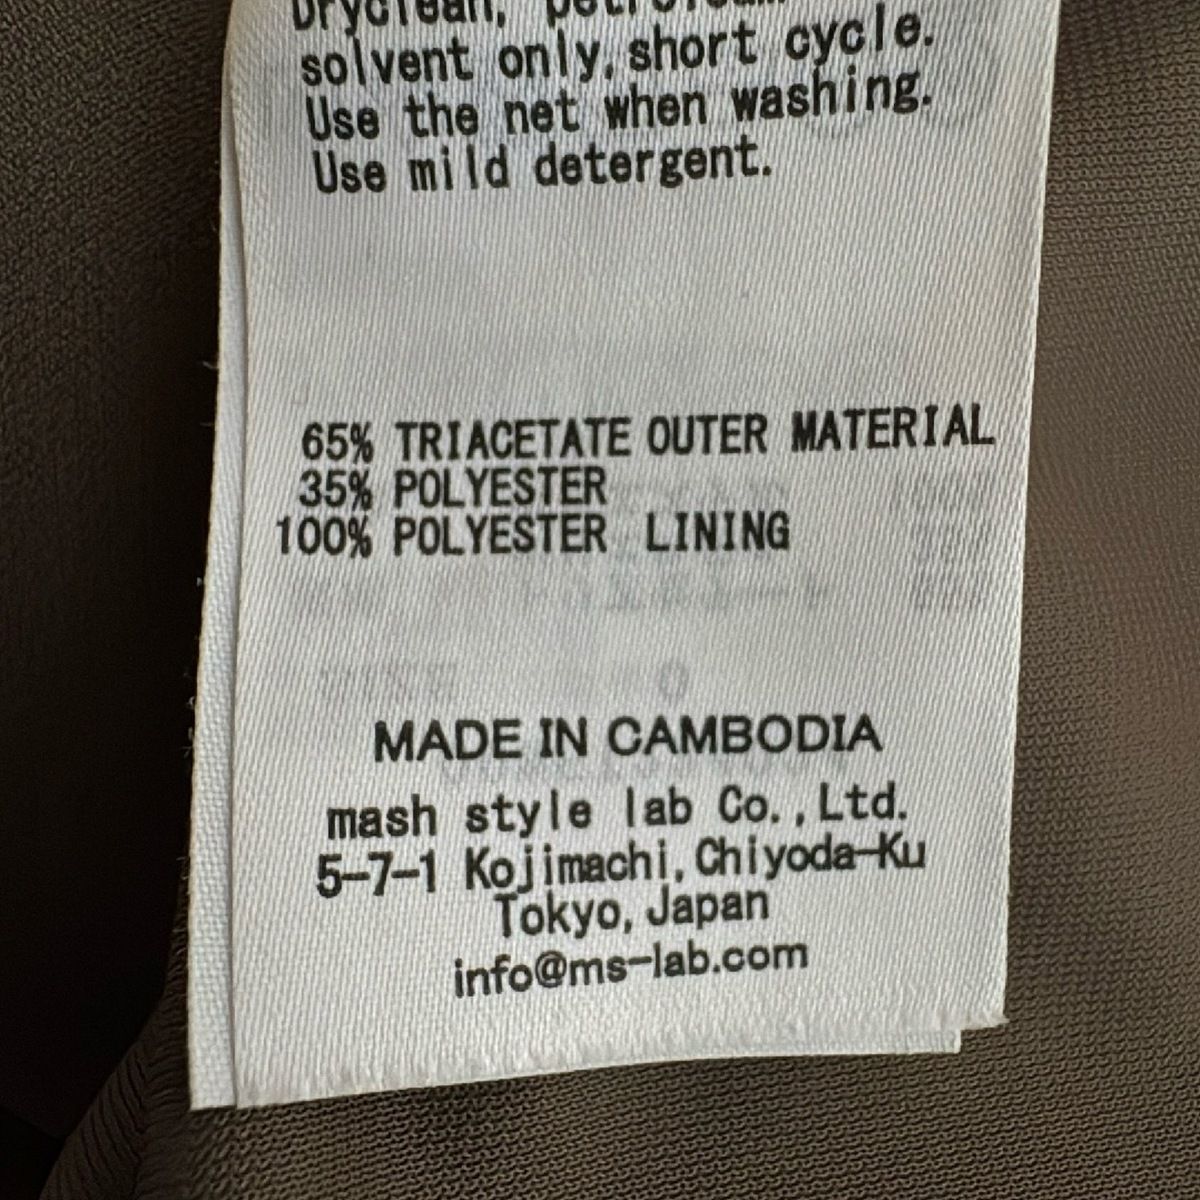 Dryclean, petroleum
solvent only, short cycle.
Use the net when washing.
Use mild detergent.
65% TRIACETATE OUTER MATERIAL
35% POLYESTER
100% POLYESTER LINING
MADE IN CAMBODIA
mash style lab Co., Ltd.
5-7-1 Kojimachi, Chiyoda-Ku
Tokyo, Japan
info@ms-lab.com